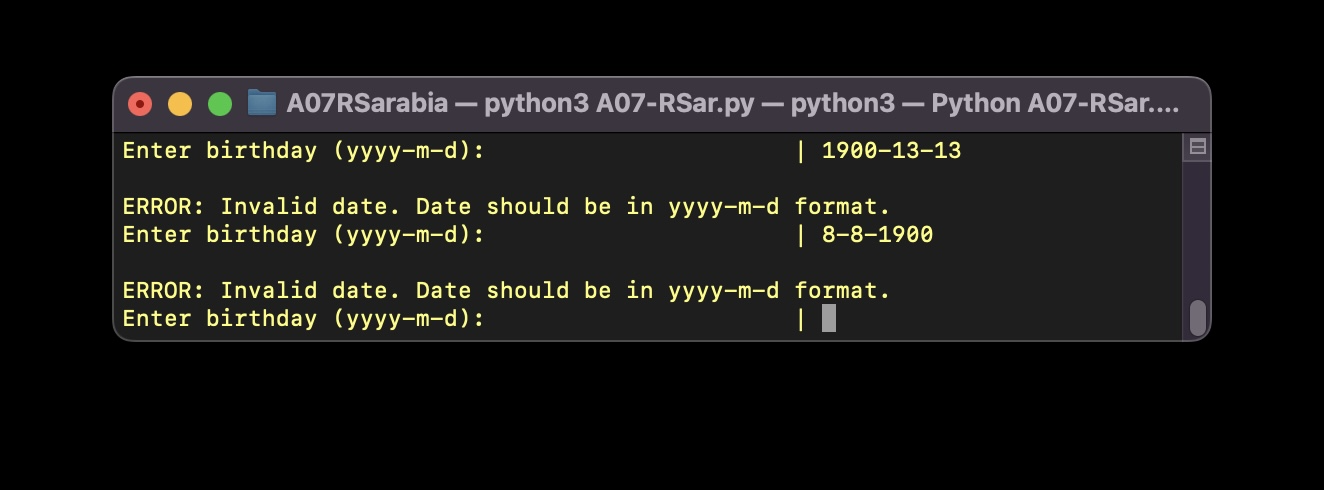 A07RSarabia — python3 A07-RSar.py — python3 — Python A07-RSar....
Enter birthday (yyyy-m-d): | 1900-13-13
ERROR: Invalid date. Date should be in yyyy-m-d format.
Enter birthday (yyyy-m-d): | 8-8-1900
ERROR: Invalid date. Date should be in yyyy-m-d format.
Enter birthday (yyyy-m-d): |